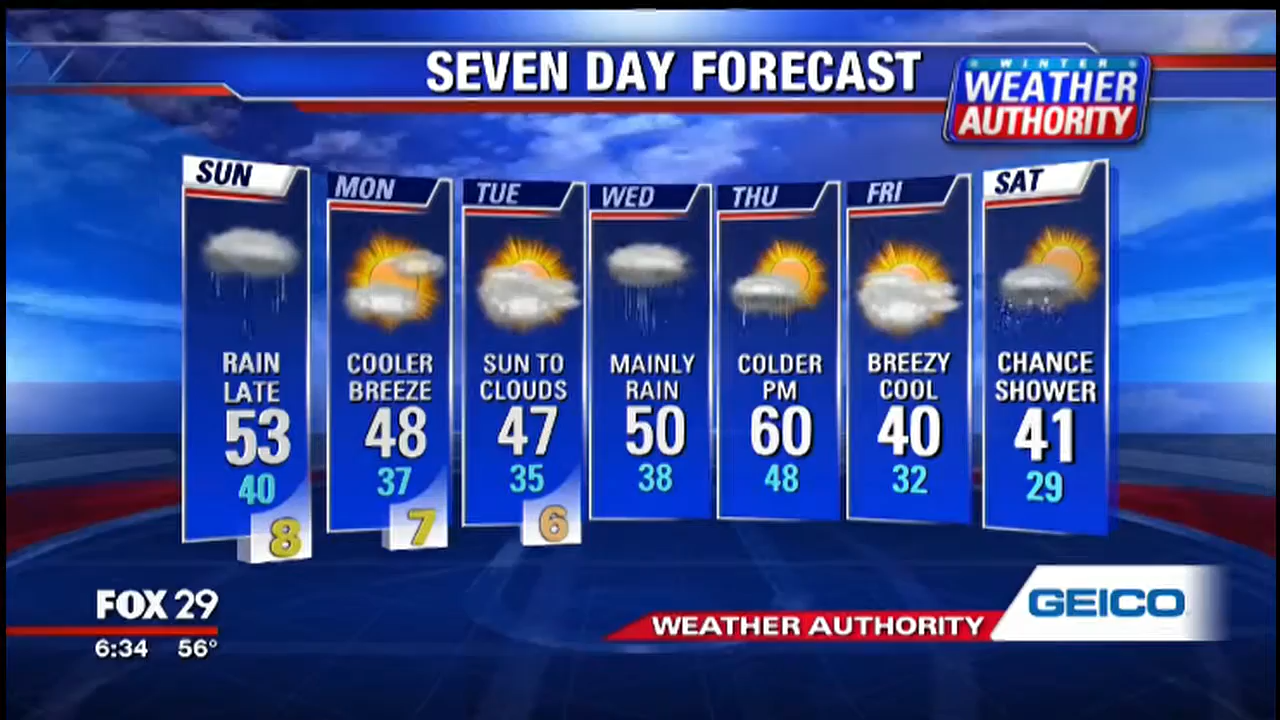 SEVEN DAY FORECAST
WINTER
WEATHER
AUTHORITY
SUN
RAIN
LATE
53
40
8
MON
COOLER
BREEZE
48
37
7
TUE
SUN TO
CLOUDS
47
35
6
WED
MAINLY
RAIN
50
38
THU
COLDER
PM
60
48
FRI
BREEZY
COOL
40
32
SAT
CHANCE
SHOWER
41
29
FOX 29
6:34 56°
WEATHER AUTHORITY
GEICO